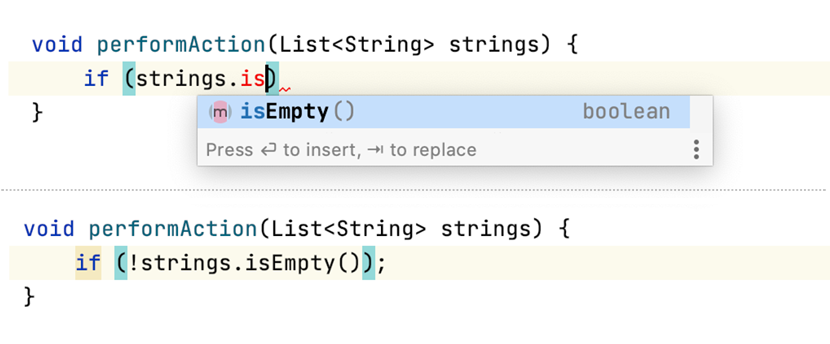 void performAction(List<String> strings) {
if (strings.is)
m isEmpty() boolean
Press ↩ to insert, ⇥ to replace
}
void performAction(List<String> strings) {
if (!strings.isEmpty());
}